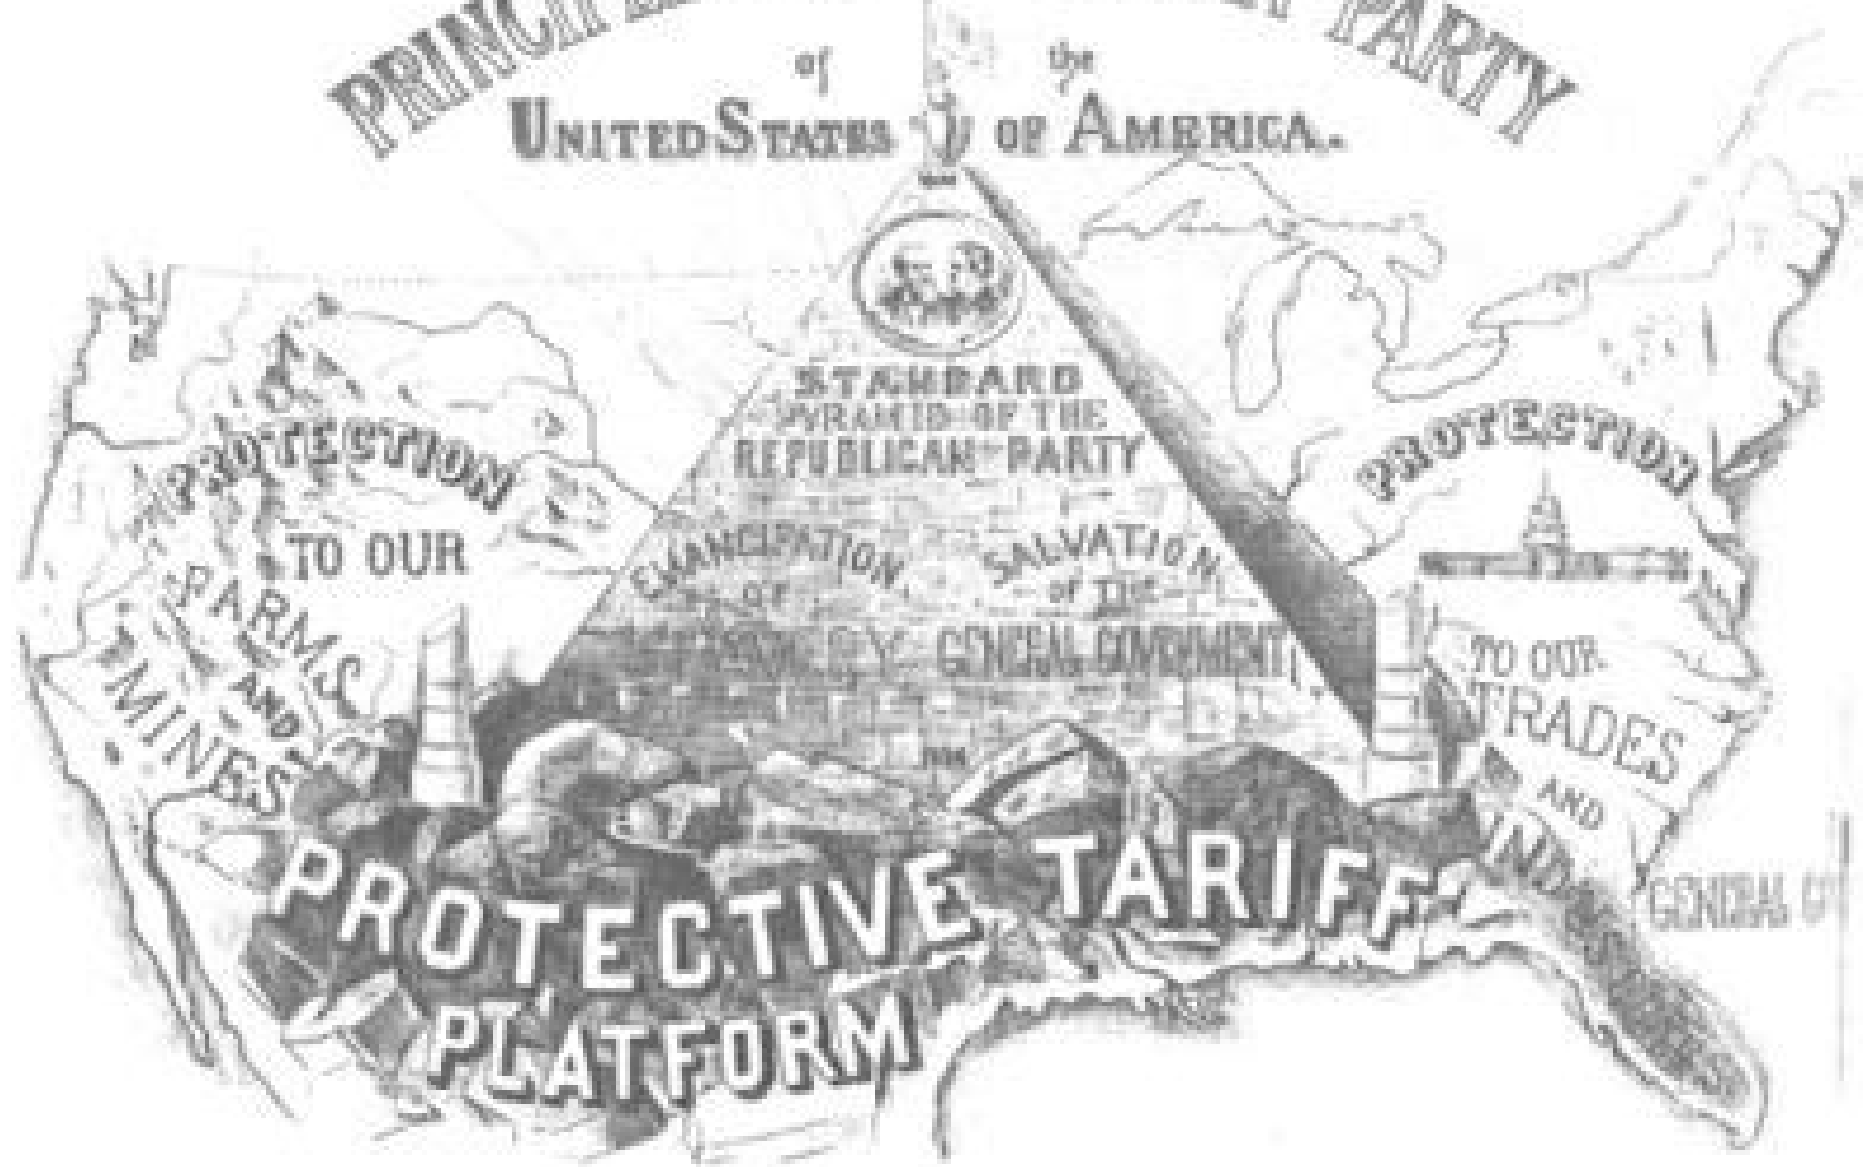 PARTY
of the
UNITED STATES OF AMERICA.
STANDARD
PYRAMID OF THE
REPUBLICAN PARTY
EMANCIPATION
OF
SALVATION
of THE
GENERAL GOVERNMENT
PROTECTION
TO OUR
FARMS
AND
MINES
PROTECTION
TO OUR
TRADES
AND
GENERAL
PROTECTIVE TARIFF
PLATFORM